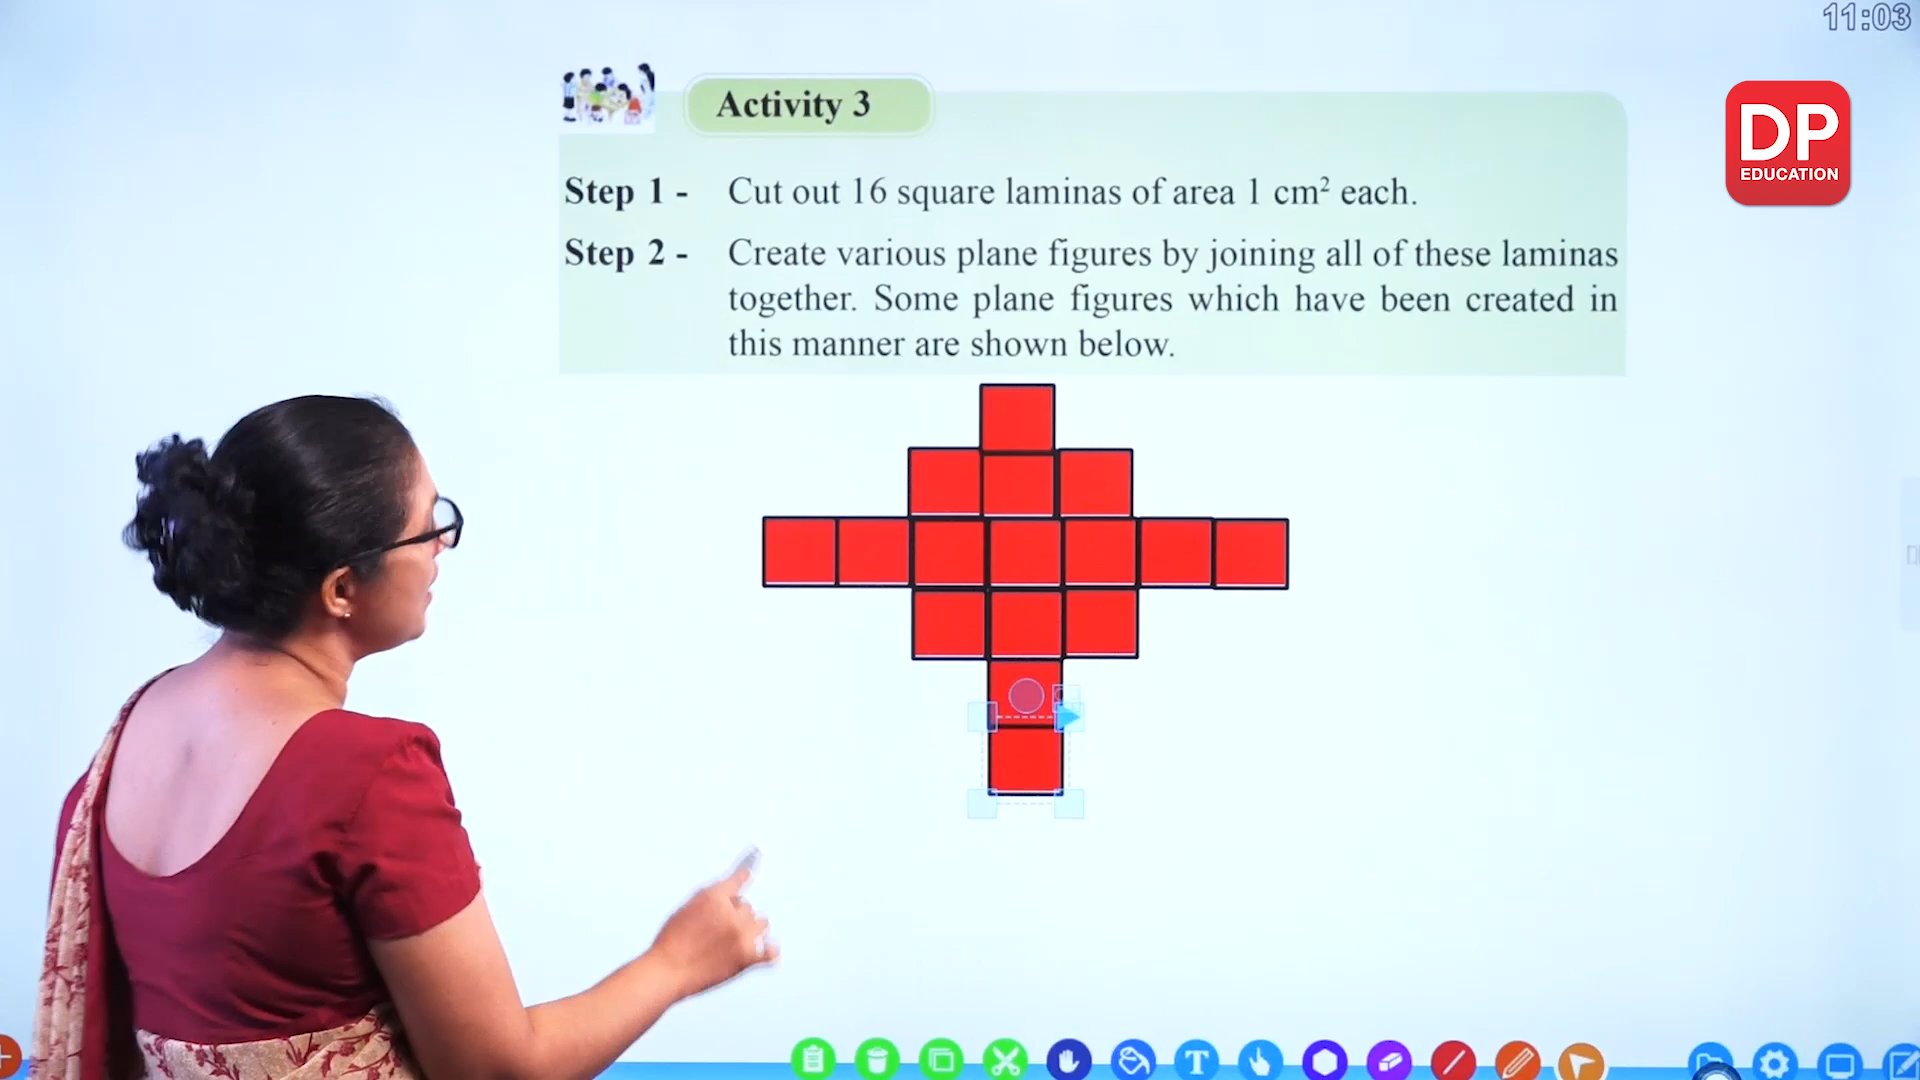 11:03
DP
EDUCATION
Activity 3
Step 1 - Cut out 16 square laminas of area 1 cm² each.
Step 2 - Create various plane figures by joining all of these laminas
together. Some plane figures which have been created in
this manner are shown below.
T